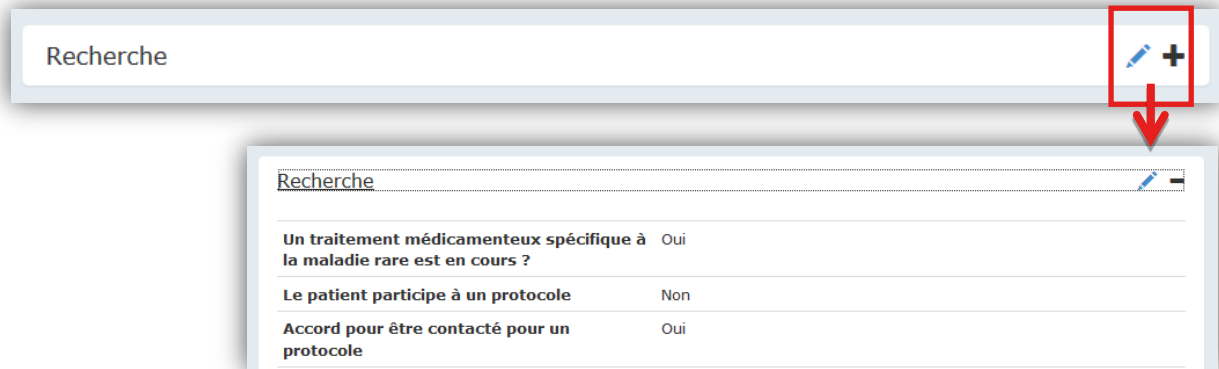 Recherche
Recherche
Un traitement médicamenteux spécifique à Oui
la maladie rare est en cours ?
Le patient participe à un protocole Non
Accord pour être contacté pour un Oui
protocole